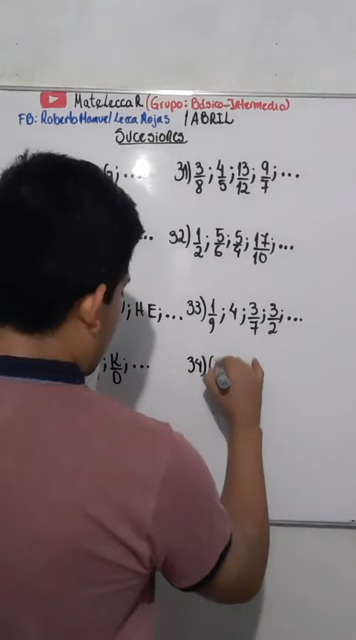 MateLeccaR (Grupo: Básico-Intermedio)
FB: Roberto Manuel Lecca Rojas 1 ABRIL
Sucesiones
G; ... 31) 3/8; 4/5; 13/12; 9/7; ...
... 32) 1/2; 5/6; 5/4; 17/10; ...
; HE; ... 33) 1/9; 4; 3/7; 3/2; ...
; K/D; ... 34) (